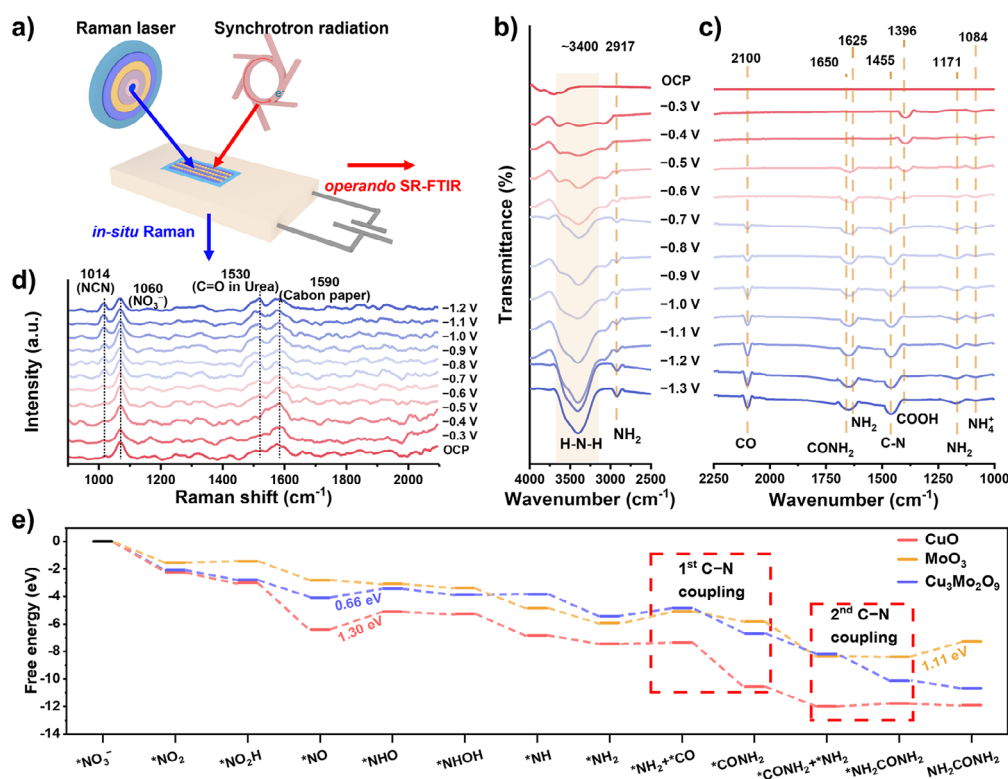 a)
Raman laser
Synchrotron radiation
e⁻
operando SR-FTIR
in-situ Raman
b)
~3400 2917
OCP
−0.3 V
−0.4 V
−0.5 V
−0.6 V
−0.7 V
−0.8 V
−0.9 V
−1.0 V
−1.1 V
−1.2 V
−1.3 V
H-N-H
NH₂
Transmittance (%)
4000 3500 3000 2500
Wavenumber (cm⁻¹)
c)
1625 1396 1084
2100 1650 1455 1171
CO
CONH₂
NH₂
C-N
COOH
NH₂
NH₄⁺
2250 2000 1750 1500 1250 1000
Wavenumber (cm⁻¹)
d)
1014
(NCN)
1060
(NO₃⁻)
1530
(C=O in Urea)
1590
(Cabon paper)
−1.2 V
−1.1 V
−1.0 V
−0.9 V
−0.8 V
−0.7 V
−0.6 V
−0.5 V
−0.4 V
−0.3 V
OCP
Intensity (a.u.)
1000 1200 1400 1600 1800 2000
Raman shift (cm⁻¹)
e)
CuO
MoO₃
Cu₃Mo₂O₉
1ˢᵗ C−N
coupling
2ⁿᵈ C−N
coupling
0.66 eV
1.30 eV
1.11 eV
Free energy (eV)
0
-2
-4
-6
-8
-10
-12
-14
*NO₃⁻ *NO₂ *NO₂H *NO *NHO *NHOH *NH *NH₂ *NH₂+*CO *CONH₂ *CONH₂+*NH₂ *NH₂CONH₂ NH₂CONH₂